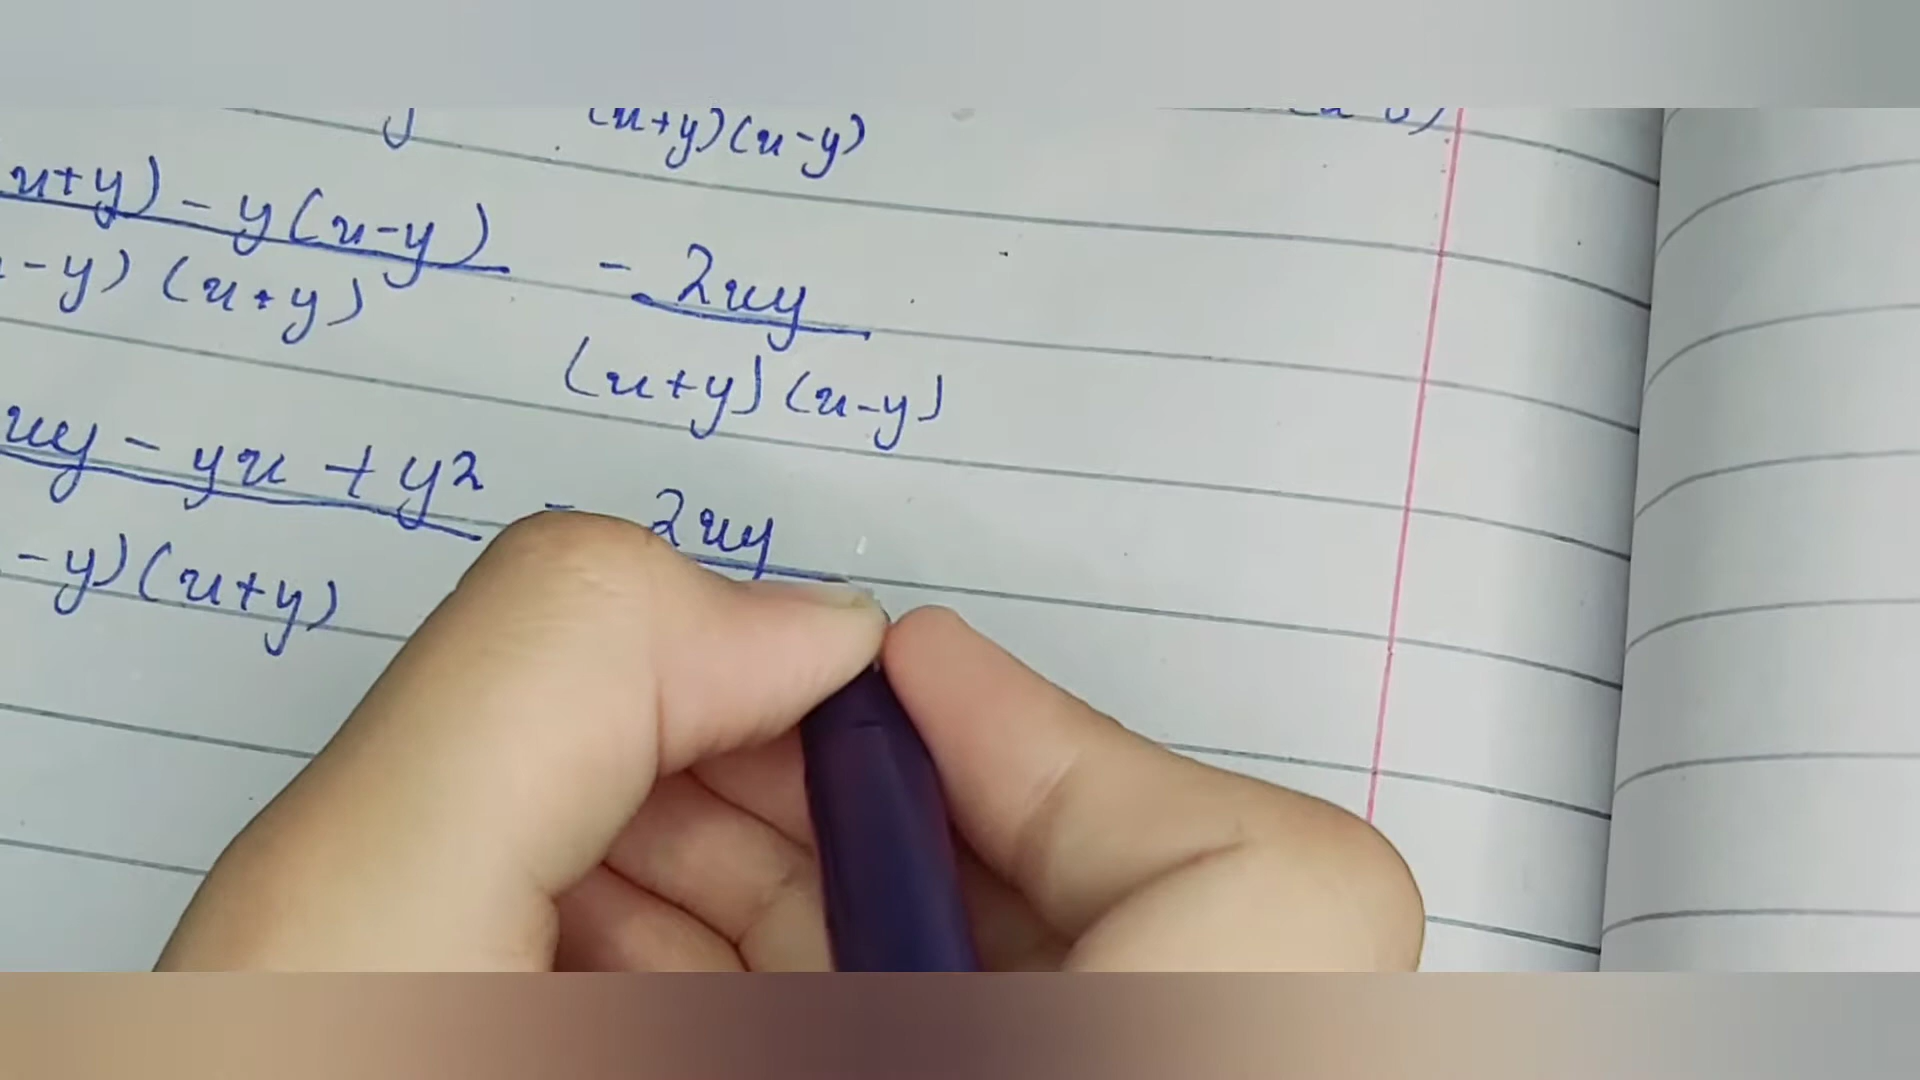 (x+y)(x-y)
x+y) - y(x-y) - 2xy
-y) (x+y) (x+y)(x-y)
xy - yx + y2 - 2xy
-y)(x+y)